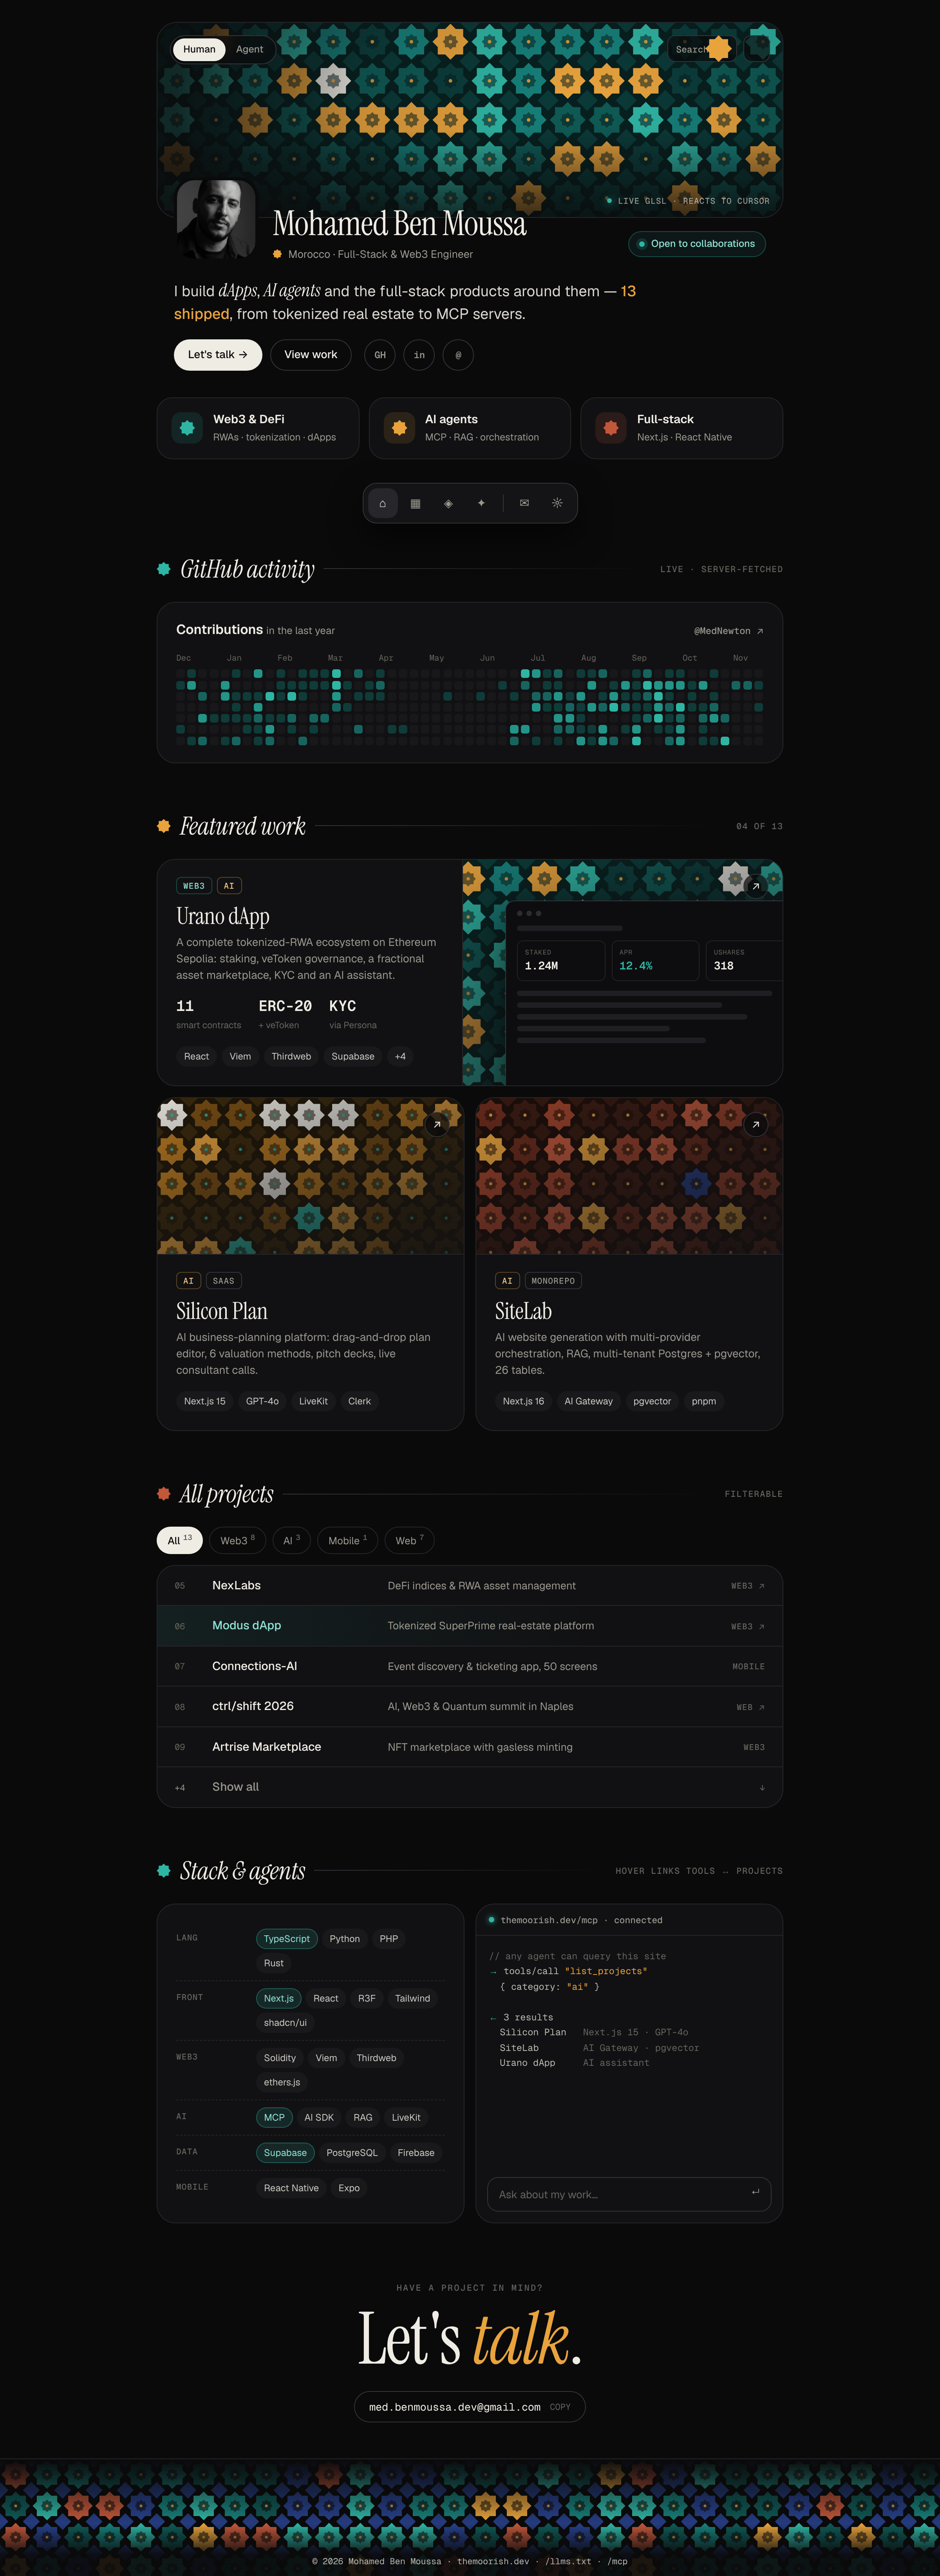 Human Agent
Search
LIVE GLSL · REACTS TO CURSOR
Mohamed Ben Moussa
Morocco · Full-Stack & Web3 Engineer
Open to collaborations
I build dApps, AI agents and the full-stack products around them — 13
shipped, from tokenized real estate to MCP servers.
Let's talk →
View work
GH
in
@
Web3 & DeFi
RWAs · tokenization · dApps
AI agents
MCP · RAG · orchestration
Full-stack
Next.js · React Native
GitHub activity
LIVE · SERVER-FETCHED
Contributions in the last year
@MedNewton ↗
Dec Jan Feb Mar Apr May Jun Jul Aug Sep Oct Nov
Featured work
04 OF 13
WEB3 AI
Urano dApp
A complete tokenized-RWA ecosystem on Ethereum
Sepolia: staking, veToken governance, a fractional
asset marketplace, KYC and an AI assistant.
11 ERC-20 KYC
smart contracts + veToken via Persona
React Viem Thirdweb Supabase +4
↗
STAKED APR USHARES
1.24M 12.4% 318
↗
AI SAAS
Silicon Plan
AI business-planning platform: drag-and-drop plan
editor, 6 valuation methods, pitch decks, live
consultant calls.
Next.js 15 GPT-4o LiveKit Clerk
↗
AI MONOREPO
SiteLab
AI website generation with multi-provider
orchestration, RAG, multi-tenant Postgres + pgvector,
26 tables.
Next.js 16 AI Gateway pgvector pnpm
All projects
FILTERABLE
All 13 Web3 8 AI 3 Mobile 1 Web 7
05 NexLabs DeFi indices & RWA asset management WEB3 ↗
06 Modus dApp Tokenized SuperPrime real-estate platform WEB3 ↗
07 Connections-AI Event discovery & ticketing app, 50 screens MOBILE
08 ctrl/shift 2026 AI, Web3 & Quantum summit in Naples WEB ↗
09 Artrise Marketplace NFT marketplace with gasless minting WEB3
+4 Show all ↓
Stack & agents
HOVER LINKS TOOLS ↔ PROJECTS
LANG TypeScript Python PHP
Rust
FRONT Next.js React R3F Tailwind
shadcn/ui
WEB3 Solidity Viem Thirdweb
ethers.js
AI MCP AI SDK RAG LiveKit
DATA Supabase PostgreSQL Firebase
MOBILE React Native Expo
themoorish.dev/mcp · connected
// any agent can query this site
→ tools/call "list_projects"
{ category: "ai" }
← 3 results
Silicon Plan Next.js 15 · GPT-4o
SiteLab AI Gateway · pgvector
Urano dApp AI assistant
Ask about my work… ↵
HAVE A PROJECT IN MIND?
Let's talk.
med.benmoussa.dev@gmail.com COPY
© 2026 Mohamed Ben Moussa · themoorish.dev · /llms.txt · /mcp